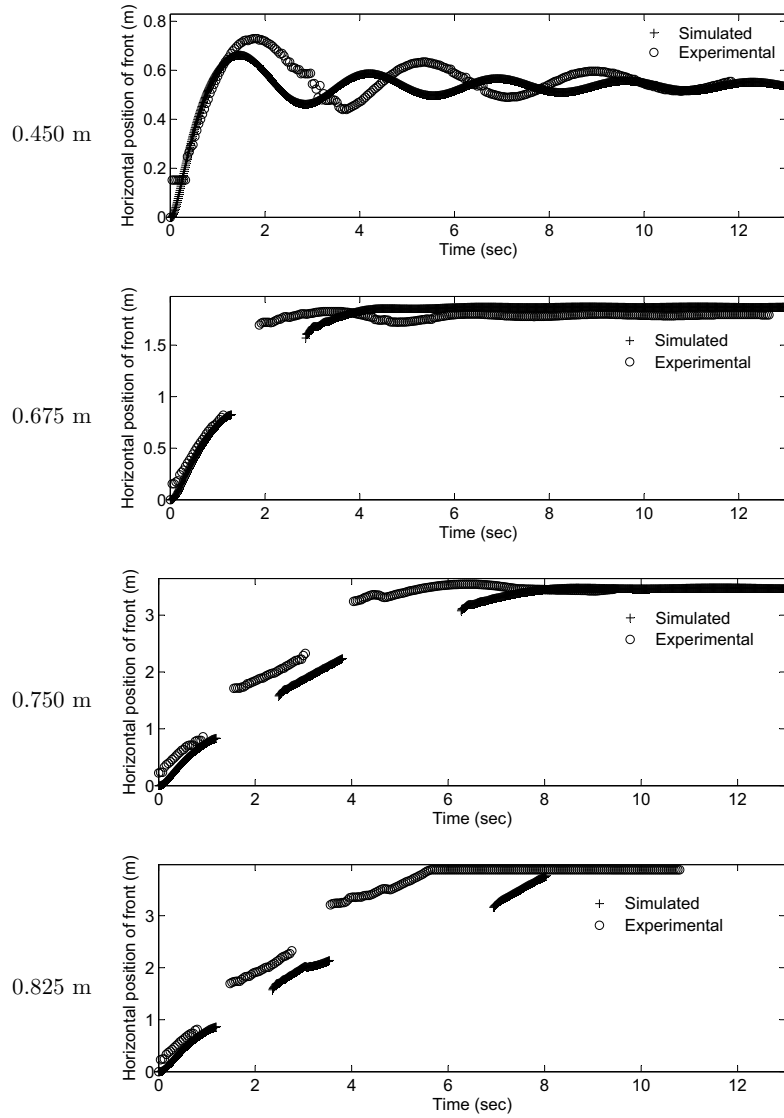 0.450 m
Horizontal position of front (m)
0.8
0.6
0.4
0.2
0
Simulated
Experimental
0 2 4 6 8 10 12
Time (sec)
0.675 m
Horizontal position of front (m)
1.5
1
0.5
0
Simulated
Experimental
0 2 4 6 8 10 12
Time (sec)
0.750 m
Horizontal position of front (m)
3
2
1
0
Simulated
Experimental
0 2 4 6 8 10 12
Time (sec)
0.825 m
Horizontal position of front (m)
3
2
1
0
Simulated
Experimental
0 2 4 6 8 10 12
Time (sec)